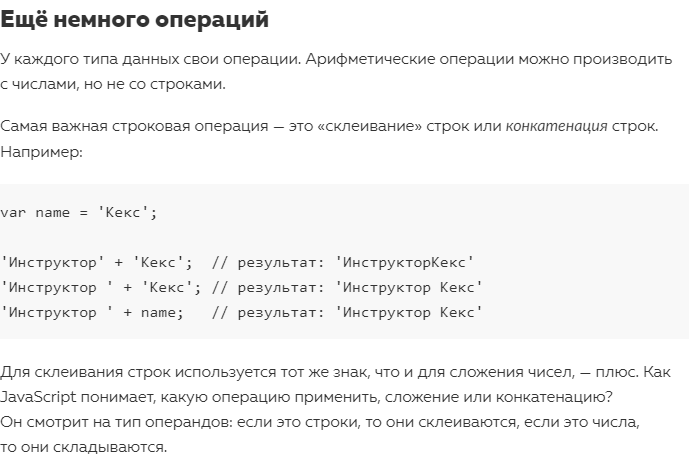 Ещё немного операций
У каждого типа данных свои операции. Арифметические операции можно производить
с числами, но не со строками.
Самая важная строковая операция — это «склеивание» строк или конкатенация строк.
Например:
var name = 'Кекс';
'Инструктор' + 'Кекс';  // результат: 'ИнструкторКекс'
'Инструктор ' + 'Кекс'; // результат: 'Инструктор Кекс'
'Инструктор ' + name;   // результат: 'Инструктор Кекс'
Для склеивания строк используется тот же знак, что и для сложения чисел, — плюс. Как
JavaScript понимает, какую операцию применить, сложение или конкатенацию?
Он смотрит на тип операндов: если это строки, то они склеиваются, если это числа,
то они складываются.